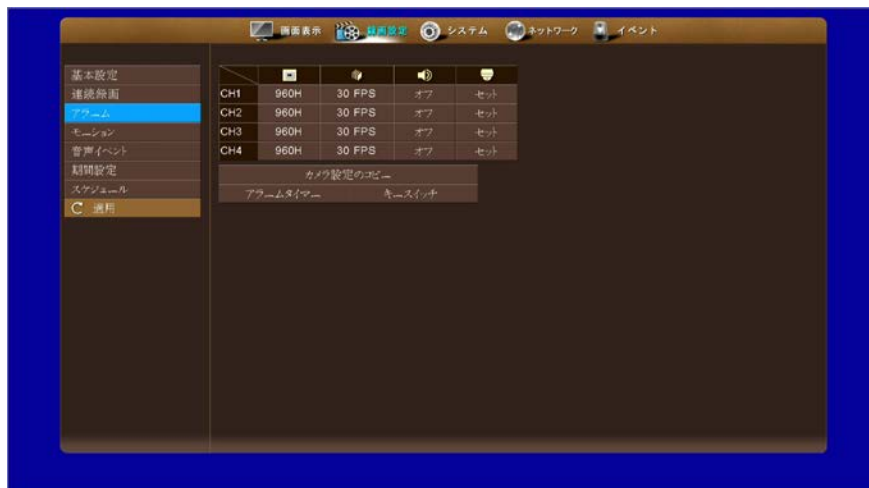 画面表示 録画設定 システム ネットワーク イベント
基本設定
連続録画
アラーム
モーション
音声イベント
期間設定
スケジュール
適用
CH1 960H 30 FPS オフ セット
CH2 960H 30 FPS オフ セット
CH3 960H 30 FPS オフ セット
CH4 960H 30 FPS オフ セット
カメラ設定のコピー
アラームタイマー キースイッチ